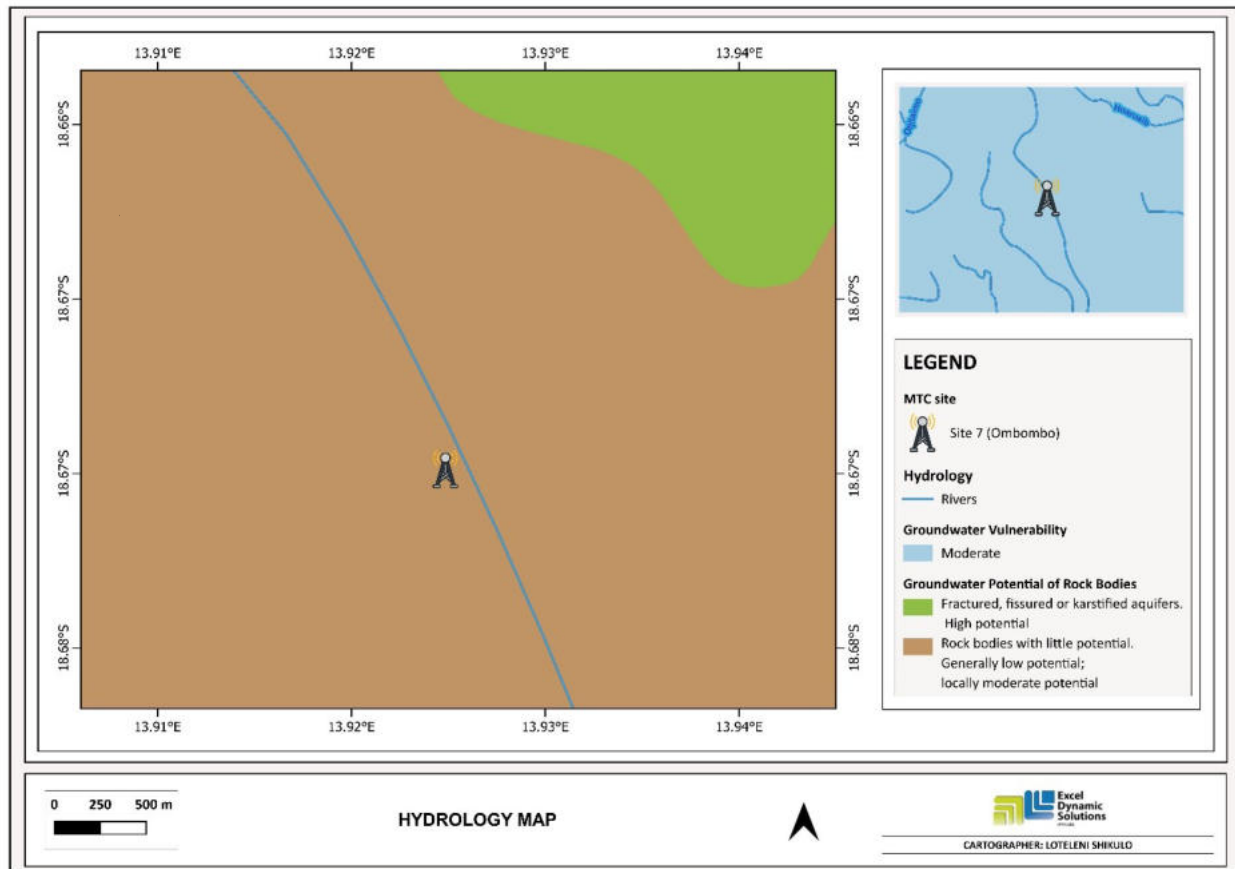 13.91°E 13.92°E 13.93°E 13.94°E
18.66°S 18.66°S
18.67°S 18.67°S
18.67°S 18.67°S
18.68°S 18.68°S
13.91°E 13.92°E 13.93°E 13.94°E
LEGEND
MTC site
Site 7 (Ombombo)
Hydrology
Rivers
Groundwater Vulnerability
Moderate
Groundwater Potential of Rock Bodies
Fractured, fissured or karstified aquifers.
High potential
Rock bodies with little potential.
Generally low potential;
locally moderate potential
0 250 500 m
HYDROLOGY MAP
Excel
Dynamic
Solutions
CARTOGRAPHER: LOTELENI SHIKULO